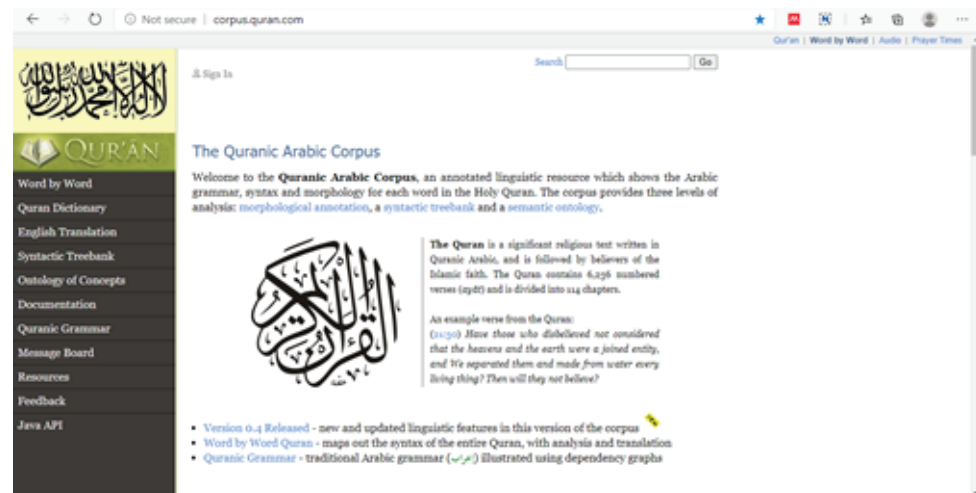 Not secure | corpus.quran.com
Qur'an | Word by Word | Audio | Prayer Times
Search Go
Sign In
لا إله إلا الله محمد رسول الله
QUR'ĀN
Word by Word
Quran Dictionary
English Translation
Syntactic Treebank
Ontology of Concepts
Documentation
Quranic Grammar
Message Board
Resources
Feedback
Java API
The Quranic Arabic Corpus
Welcome to the Quranic Arabic Corpus, an annotated linguistic resource which shows the Arabic
grammar, syntax and morphology for each word in the Holy Quran. The corpus provides three levels of
analysis: morphological annotation, a syntactic treebank and a semantic ontology.
القرآن الكريم
The Quran is a significant religious text written in
Quranic Arabic, and is followed by believers of the
Islamic faith. The Quran contains 6,236 numbered
verses (ayāt) and is divided into 114 chapters.
An example verse from the Quran:
(21:30) Have those who disbelieved not considered
that the heavens and the earth were a joined entity,
and We separated them and made from water every
living thing? Then will they not believe?
Version 0.4 Released - new and updated linguistic features in this version of the corpus
Word by Word Quran - maps out the syntax of the entire Quran, with analysis and translation
Quranic Grammar - traditional Arabic grammar (إعراب) illustrated using dependency graphs